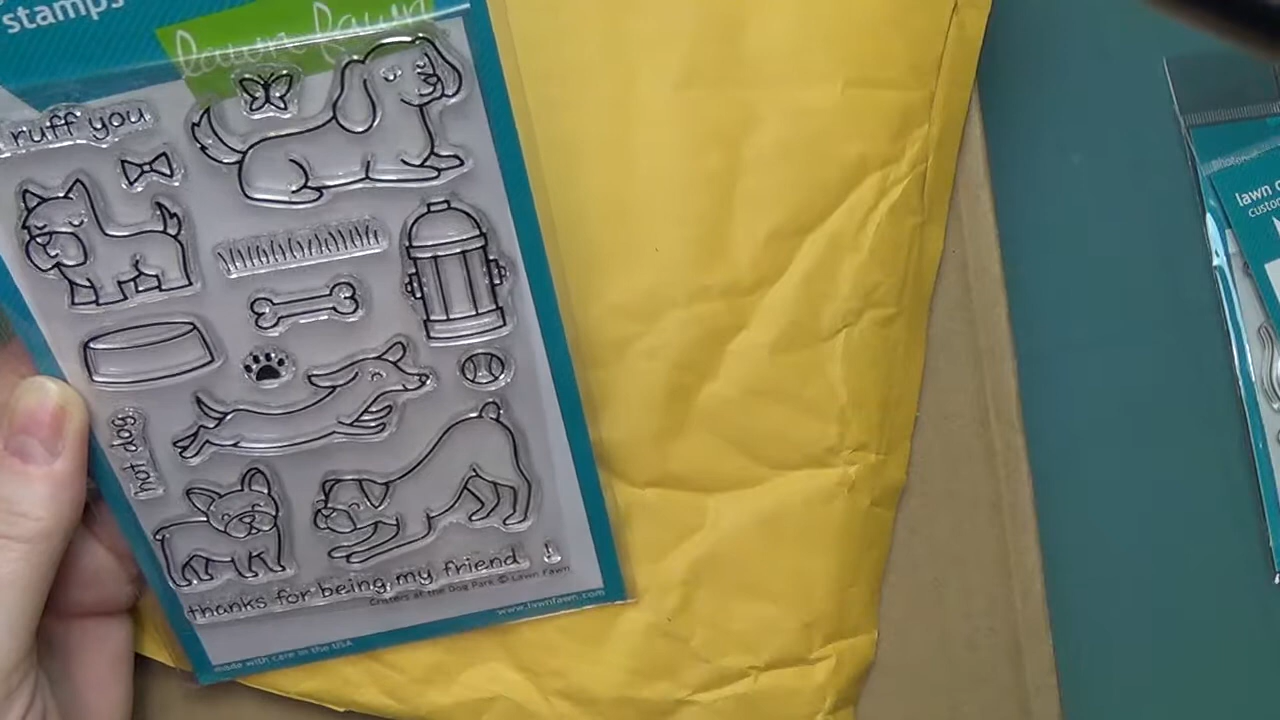 stamps
lawn fawn
ruff you
hot dog
thanks for being my friend
!
Critters at the Dog Park © Lawn Fawn
www.lawnfawn.com
made with care in the USA
photo
lawn
custo